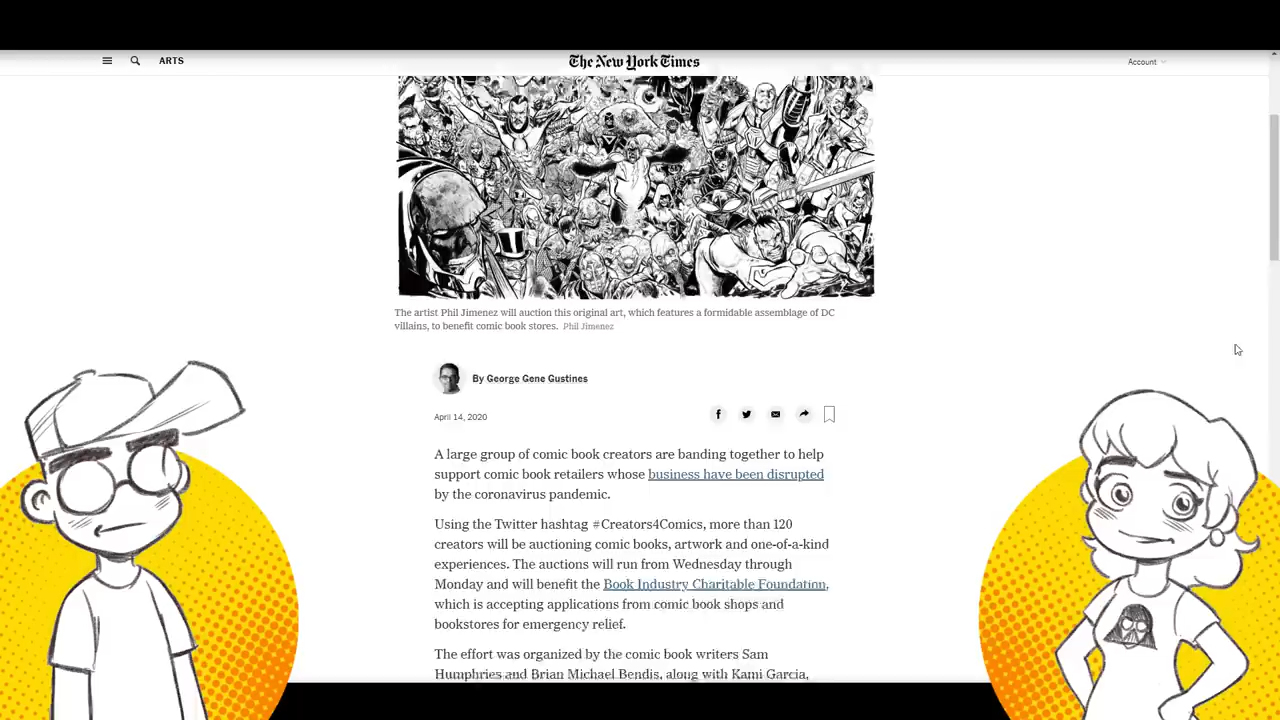 ARTS
The New York Times
Account
The artist Phil Jimenez will auction this original art, which features a formidable assemblage of DC
villains, to benefit comic book stores. Phil Jimenez
By George Gene Gustines
April 14, 2020
A large group of comic book creators are banding together to help
support comic book retailers whose business have been disrupted
by the coronavirus pandemic.
Using the Twitter hashtag #Creators4Comics, more than 120
creators will be auctioning comic books, artwork and one-of-a-kind
experiences. The auctions will run from Wednesday through
Monday and will benefit the Book Industry Charitable Foundation,
which is accepting applications from comic book shops and
bookstores for emergency relief.
The effort was organized by the comic book writers Sam
Humphries and Brian Michael Bendis, along with Kami Garcia,